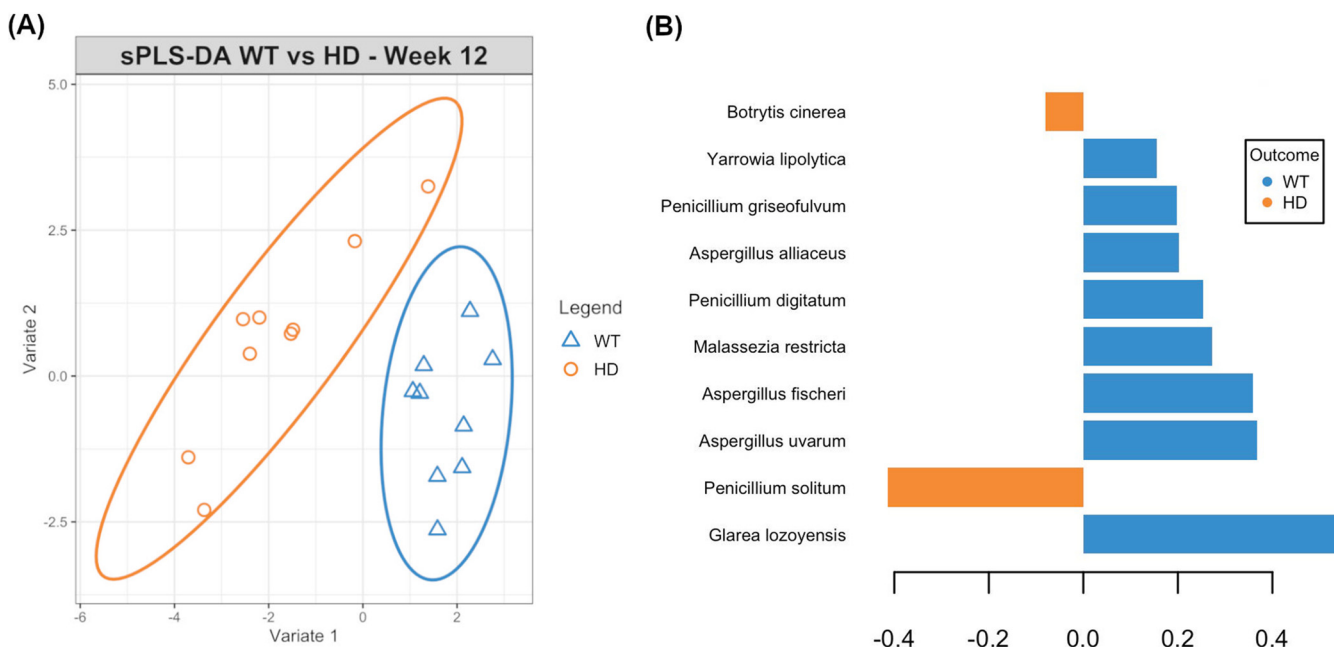 (A)
sPLS-DA WT vs HD - Week 12
5.0
2.5
0.0
-2.5
Variate 2
-6
-4
-2
0
2
Variate 1
Legend
WT
HD
(B)
Botrytis cinerea
Yarrowia lipolytica
Penicillium griseofulvum
Aspergillus alliaceus
Penicillium digitatum
Malassezia restricta
Aspergillus fischeri
Aspergillus uvarum
Penicillium solitum
Glarea lozoyensis
-0.4
-0.2
0.0
0.2
0.4
Outcome
WT
HD